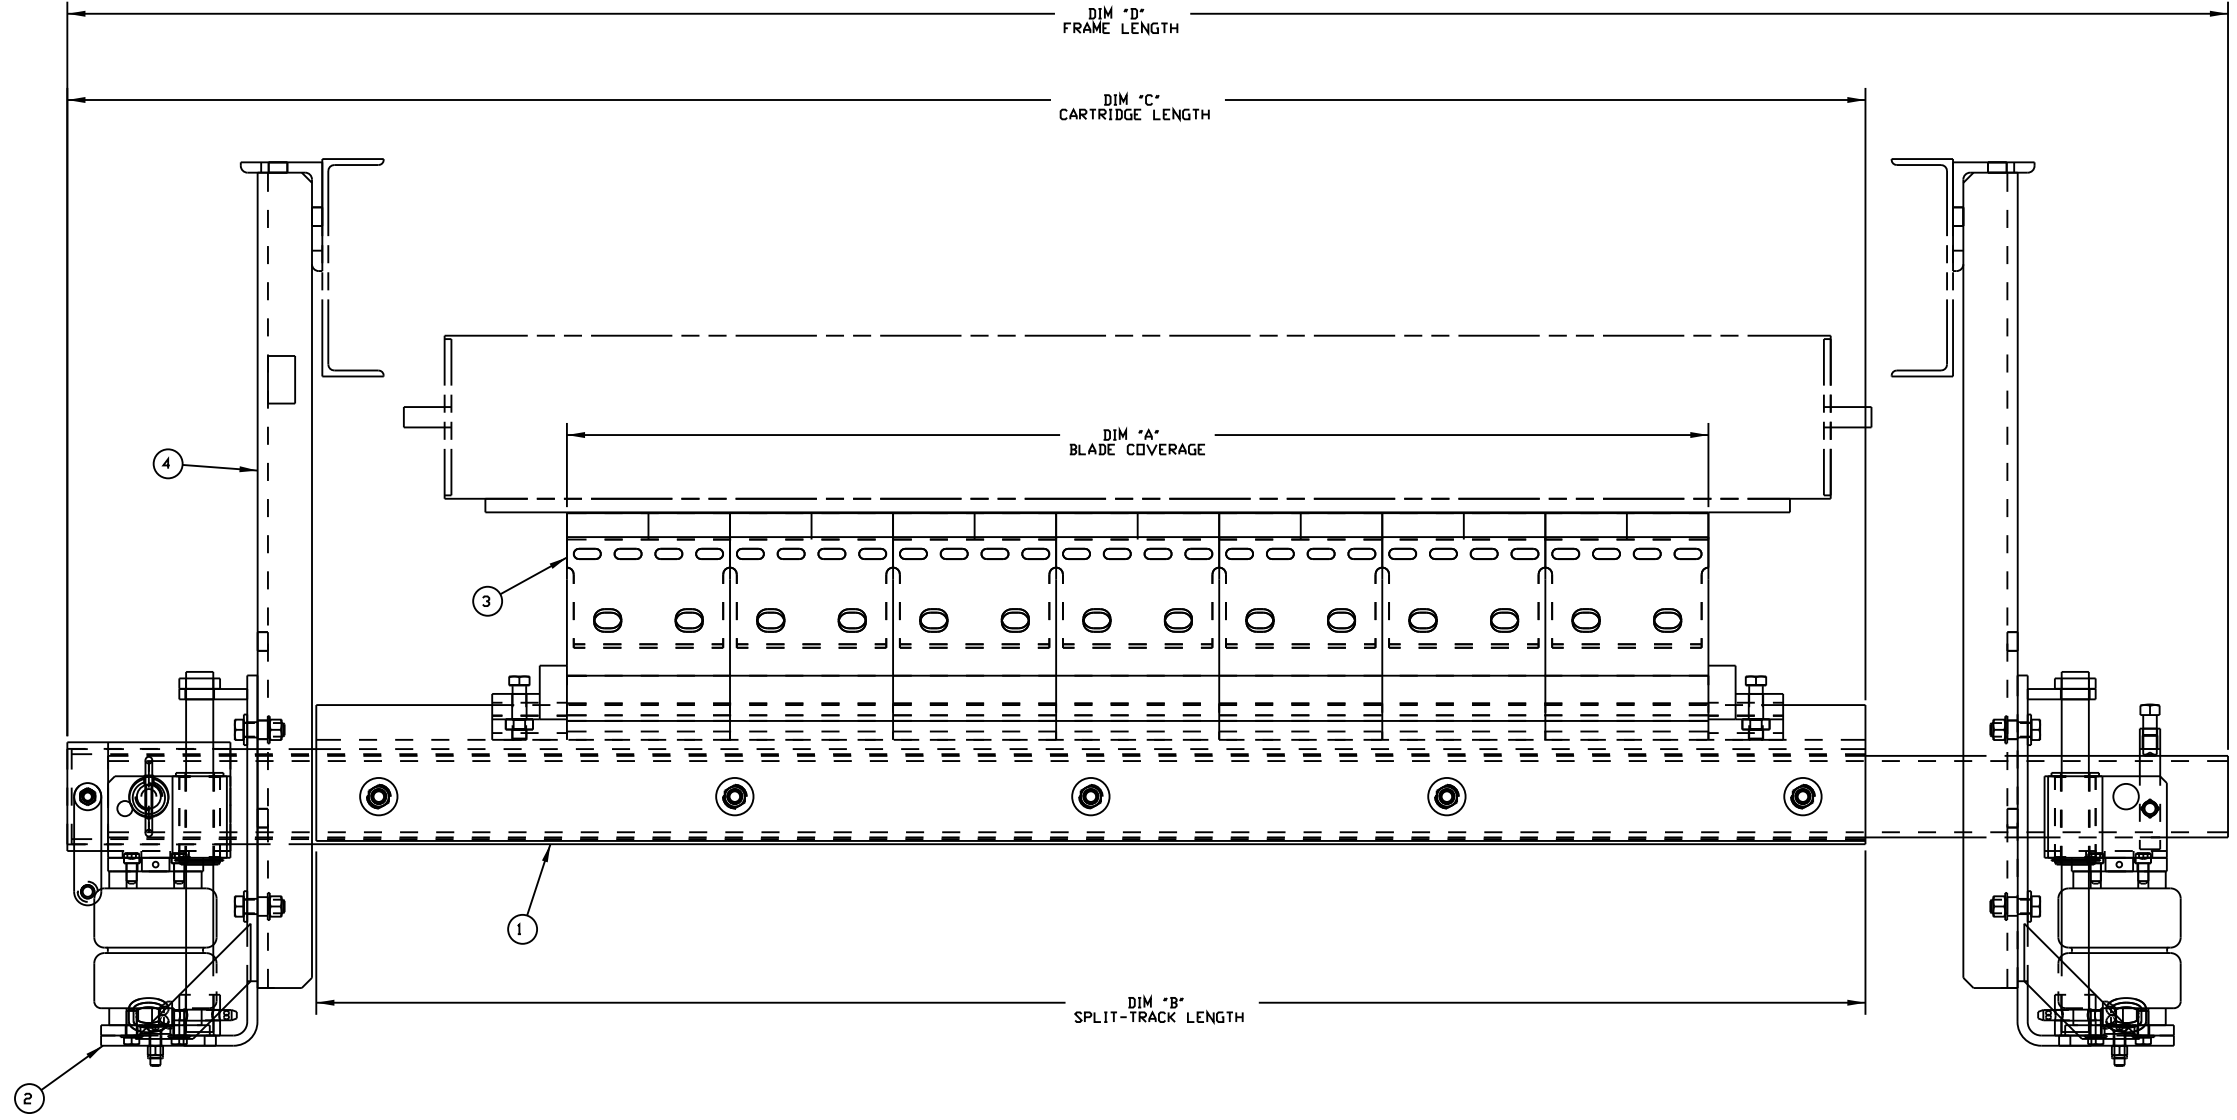 DIM "D"
FRAME LENGTH
DIM "C"
CARTRIDGE LENGTH
DIM "A"
BLADE COVERAGE
4
3
1
DIM "B"
SPLIT-TRACK LENGTH
2